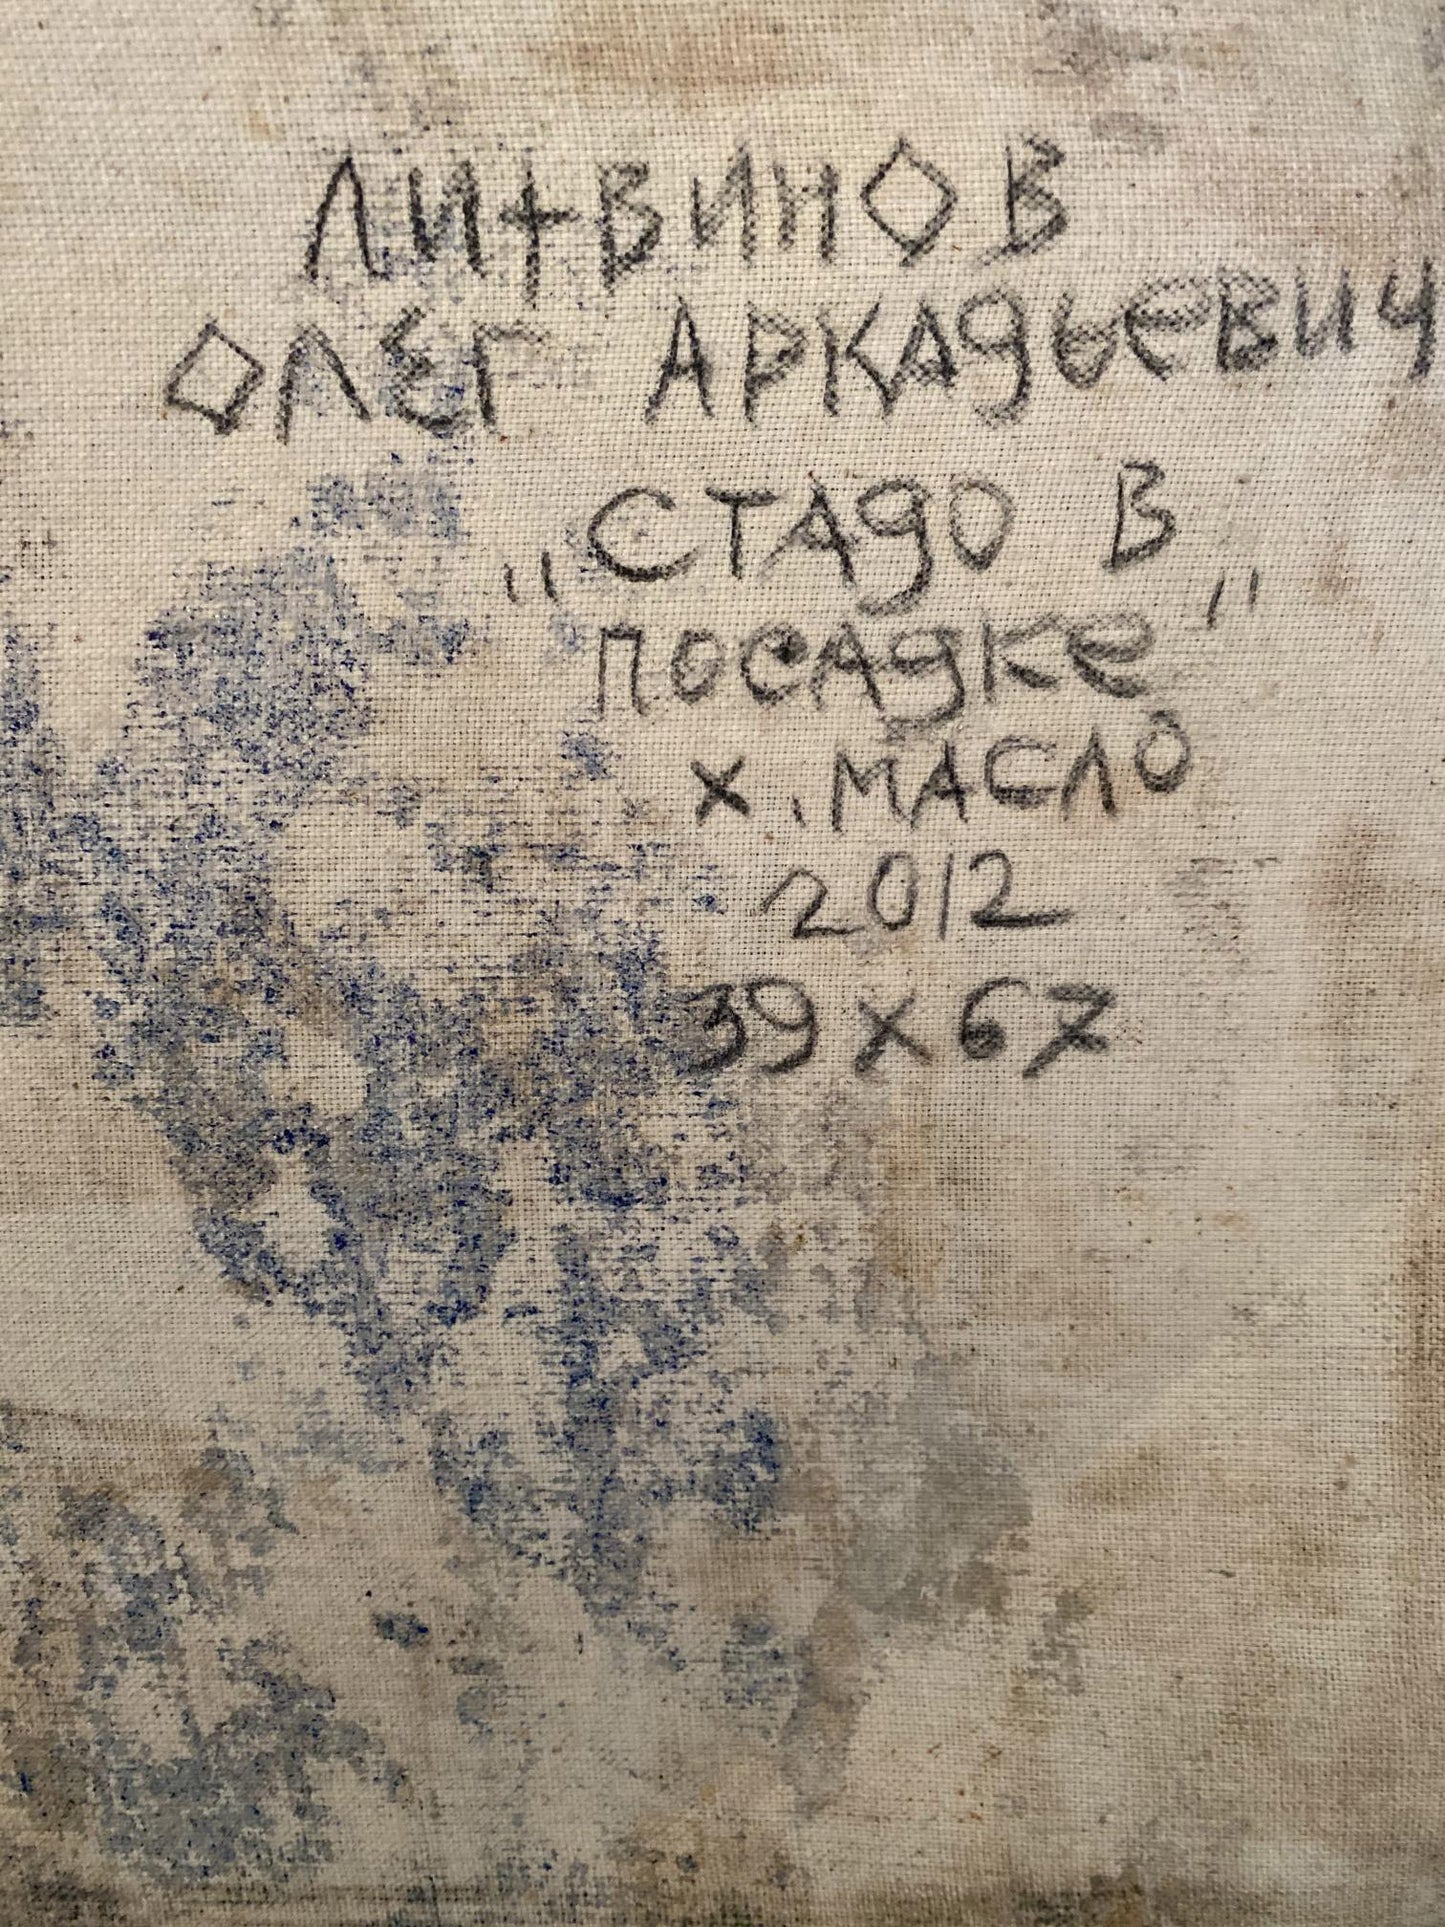 ЛИТВИНОВ
ОЛЕГ АРКАДЬЕВИЧ
„СТАДО В
ПОСАДКЕ"
Х. МАСЛО
2012
39 х 67